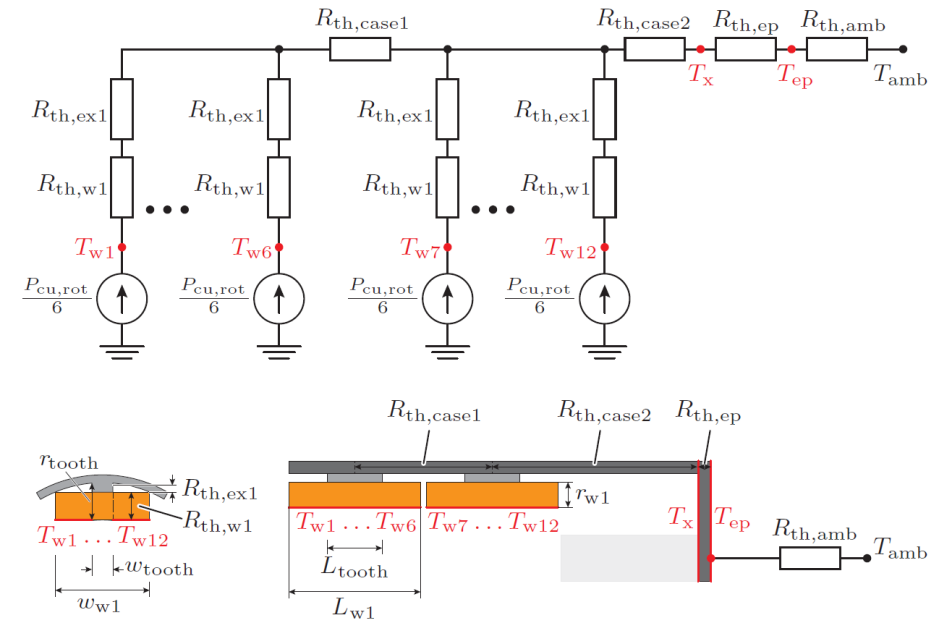 R_th,case1
R_th,case2 R_th,ep R_th,amb
T_x T_ep T_amb
R_th,ex1 R_th,ex1 R_th,ex1 R_th,ex1
R_th,w1 R_th,w1 R_th,w1 R_th,w1
T_w1 T_w6 T_w7 T_w12
P_cu,rot/6 P_cu,rot/6 P_cu,rot/6 P_cu,rot/6
R_th,case1 R_th,case2 R_th,ep
r_tooth
R_th,ex1
R_th,w1
T_w1 ... T_w12
w_tooth
w_w1
r_w1
T_w1 ... T_w6 T_w7 ... T_w12
L_tooth
L_w1
T_x T_ep
R_th,amb
T_amb